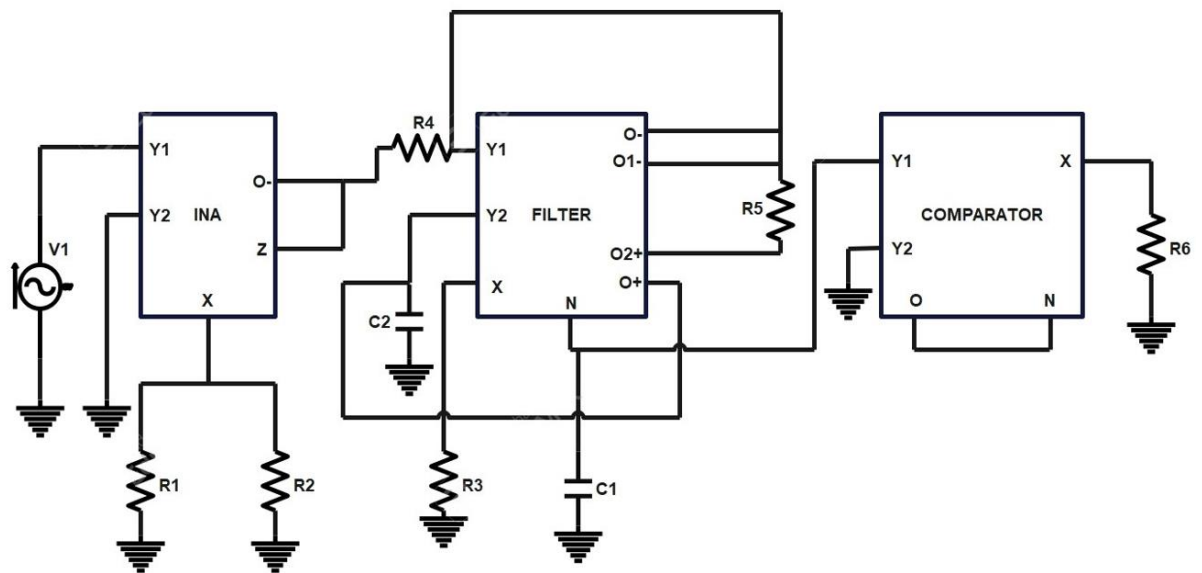 R4
Y1
O-
Y1
O-
O1-
Y1
X
Y2
INA
Y2
FILTER
R5
COMPARATOR
V1
Z
O2+
Y2
R6
X
X
O+
C2
N
O
N
R1
R2
R3
C1